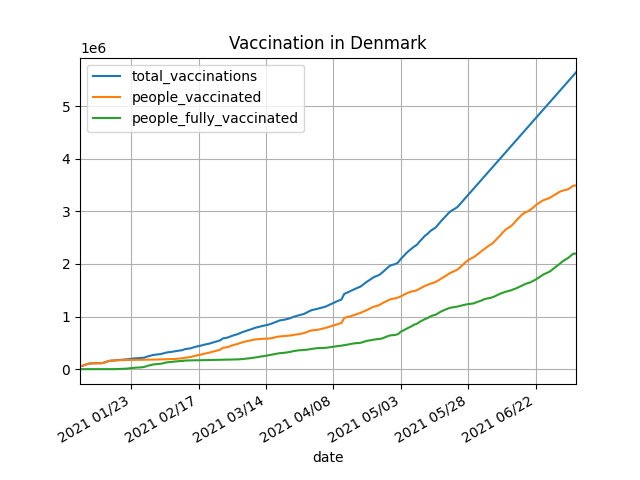 Vaccination in Denmark
1e6
total_vaccinations
people_vaccinated
people_fully_vaccinated
5
4
3
2
1
0
2021 01/23
2021 02/17
2021 03/14
2021 04/08
2021 05/03
2021 05/28
2021 06/22
date